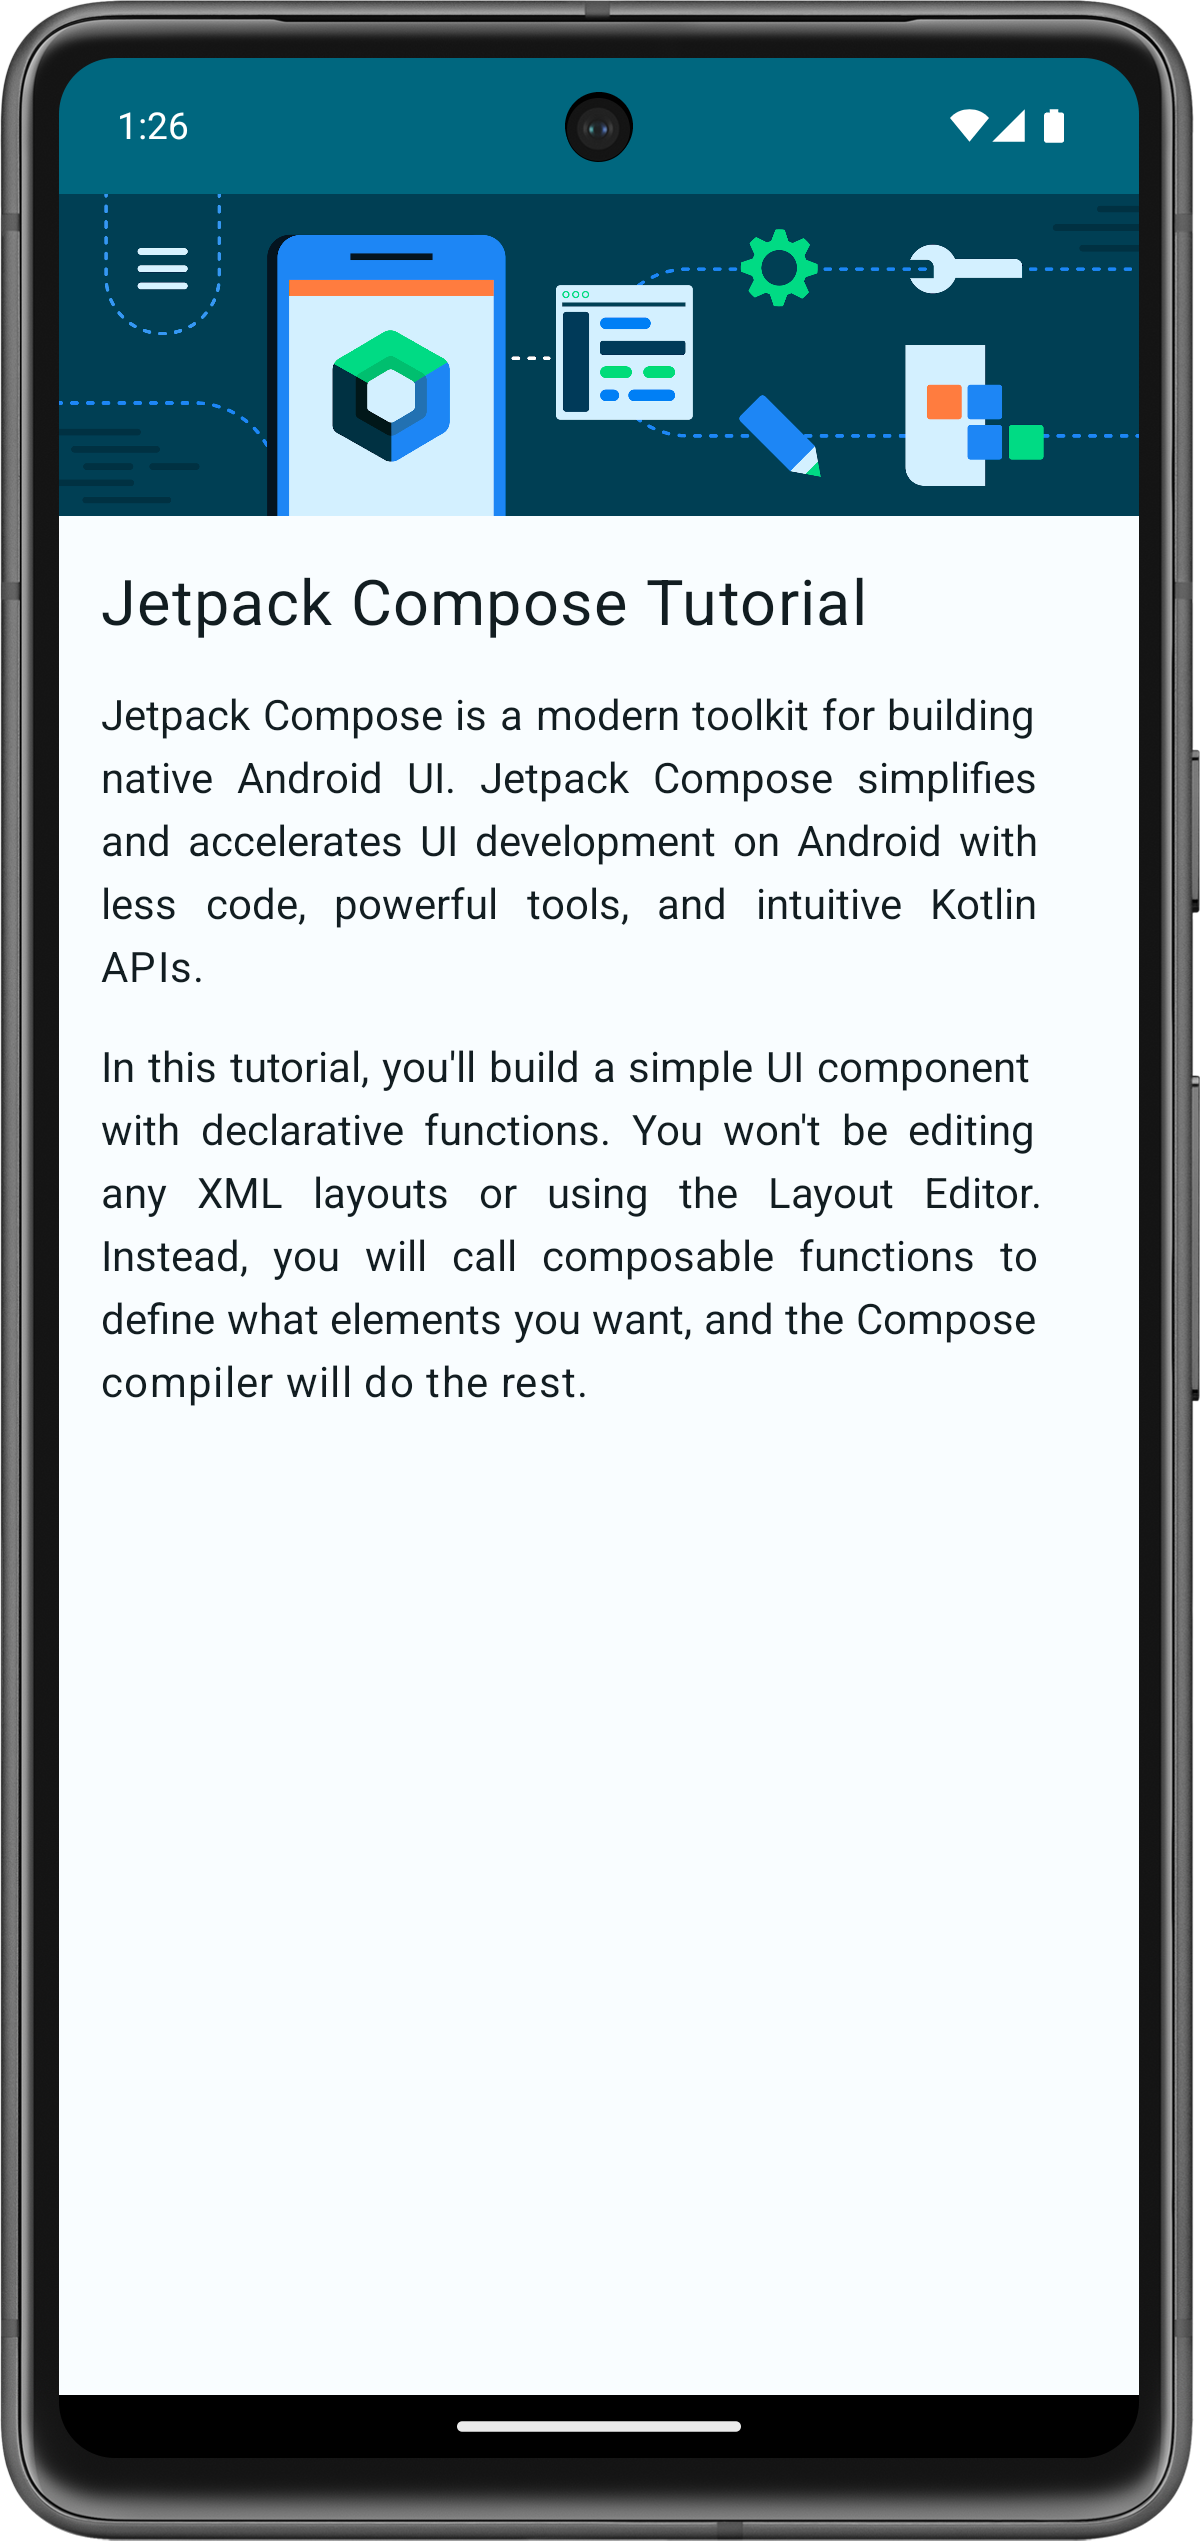 1:26
Jetpack Compose Tutorial
Jetpack Compose is a modern toolkit for building
native Android UI. Jetpack Compose simplifies
and accelerates UI development on Android with
less code, powerful tools, and intuitive Kotlin
APIs.
In this tutorial, you'll build a simple UI component
with declarative functions. You won't be editing
any XML layouts or using the Layout Editor.
Instead, you will call composable functions to
define what elements you want, and the Compose
compiler will do the rest.